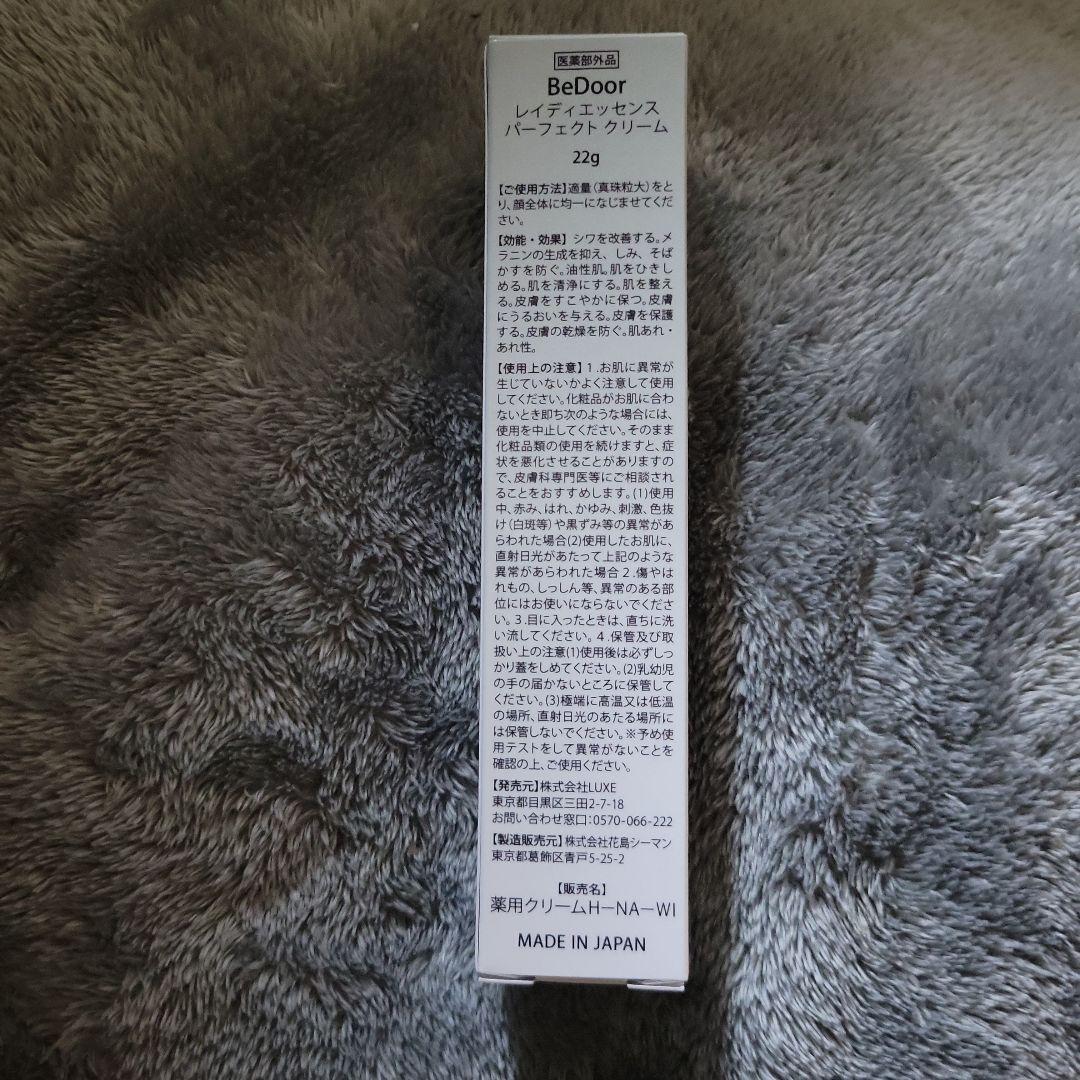 医薬部外品
BeDoor
レイディエッセンス
パーフェクト クリーム
22g
【ご使用方法】適量(真珠粒大)をと
り、顔全体に均一になじませてくだ
さい。
【効能・効果】シワを改善する。メ
ラニンの生成を抑え、しみ、そば
かすを防ぐ。油性肌。肌をひきし
める。肌を清浄にする。肌を整え
る。皮膚をすこやかに保つ。皮膚
にうるおいを与える。皮膚を保護
する。皮膚の乾燥を防ぐ。肌あれ・
あれ性。
【使用上の注意】1.お肌に異常が
生じていないかよく注意して使用
してください。化粧品がお肌に合わ
ないとき即ち次のような場合には、
使用を中止してください。そのまま
化粧品類の使用を続けますと、症
状を悪化させることがありますの
で、皮膚科専門医等にご相談され
ることをおすすめします。(1)使用
中、赤み、はれ、かゆみ、刺激、色抜
け(白斑等)や黒ずみ等の異常があ
らわれた場合(2)使用したお肌に、
直射日光があたって上記のような
異常があらわれた場合2.傷やは
れもの、しっしん等、異常のある部
位にはお使いにならないでくださ
い。3.目に入ったときは、直ちに洗
い流してください。4.保管及び取
扱い上の注意(1)使用後は必ずしっ
かり蓋をしめてください。(2)乳幼児
の手の届かないところに保管して
ください。(3)極端に高温又は低温
の場所、直射日光のあたる場所に
は保管しないでください。※予め使
用テストをして異常がないことを
確認の上、ご使用ください。
【発売元】株式会社LUXE
東京都目黒区三田2-7-18
お問い合わせ窓口:0570-066-222
【製造販売元】株式会社花島シーマン
東京都葛飾区青戸5-25-2
【販売名】
薬用クリームH－NA－WI
MADE IN JAPAN